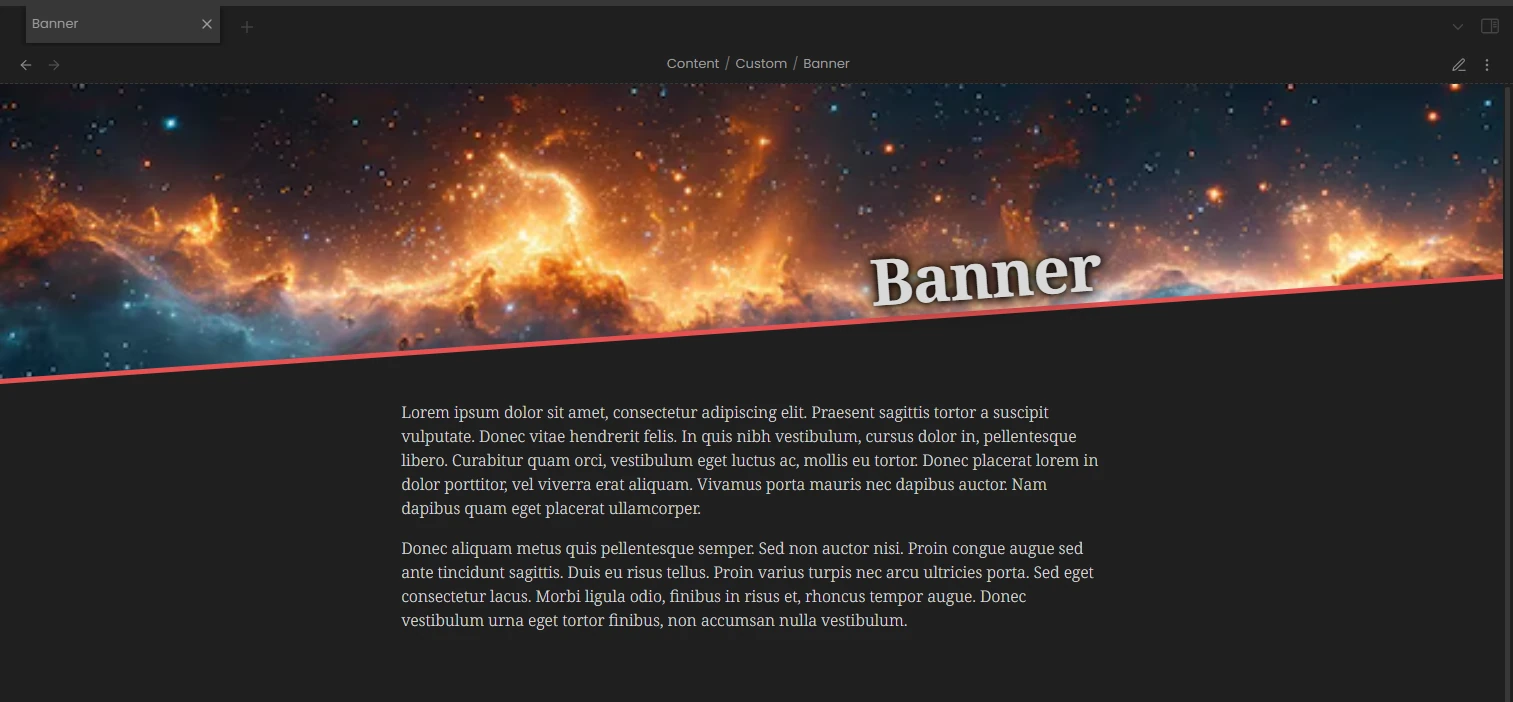 Banner
Content / Custom / Banner
Banner
Lorem ipsum dolor sit amet, consectetur adipiscing elit. Praesent sagittis tortor a suscipit
vulputate. Donec vitae hendrerit felis. In quis nibh vestibulum, cursus dolor in, pellentesque
libero. Curabitur quam orci, vestibulum eget luctus ac, mollis eu tortor. Donec placerat lorem in
dolor porttitor, vel viverra erat aliquam. Vivamus porta mauris nec dapibus auctor. Nam
dapibus quam eget placerat ullamcorper.
Donec aliquam metus quis pellentesque semper. Sed non auctor nisi. Proin congue augue sed
ante tincidunt sagittis. Duis eu risus tellus. Proin varius turpis nec arcu ultricies porta. Sed eget
consectetur lacus. Morbi ligula odio, finibus in risus et, rhoncus tempor augue. Donec
vestibulum urna eget tortor finibus, non accumsan nulla vestibulum.